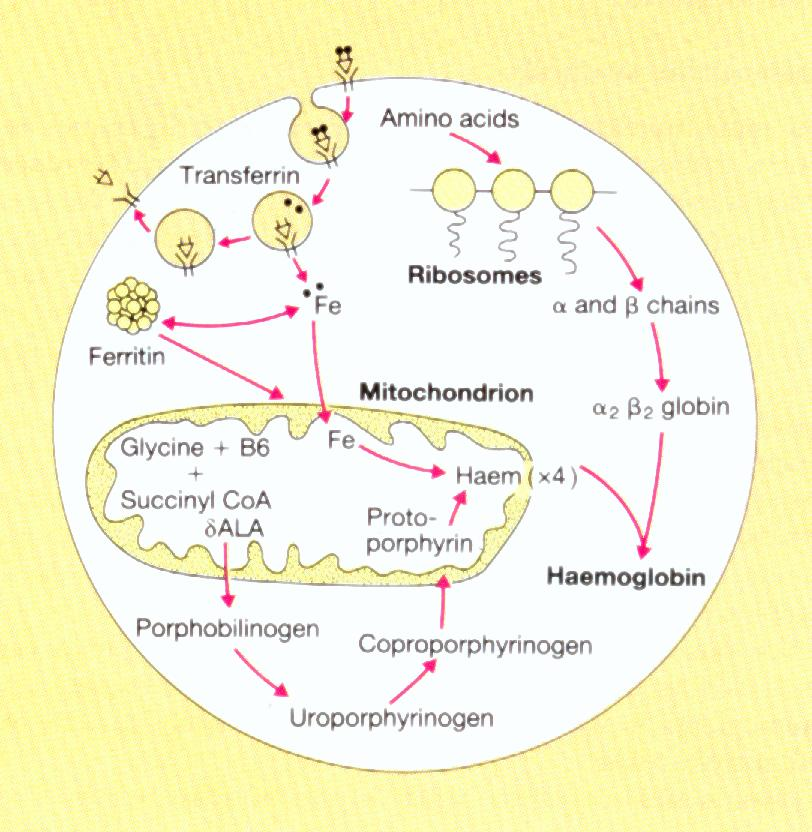 Amino acids
Transferrin
Ribosomes
Fe
α and β chains
Ferritin
Mitochondrion
α₂ β₂ globin
Fe
Glycine + B6
+
Succinyl CoA
δALA
Haem (×4)
Proto-
porphyrin
Haemoglobin
Porphobilinogen
Coproporphyrinogen
Uroporphyrinogen